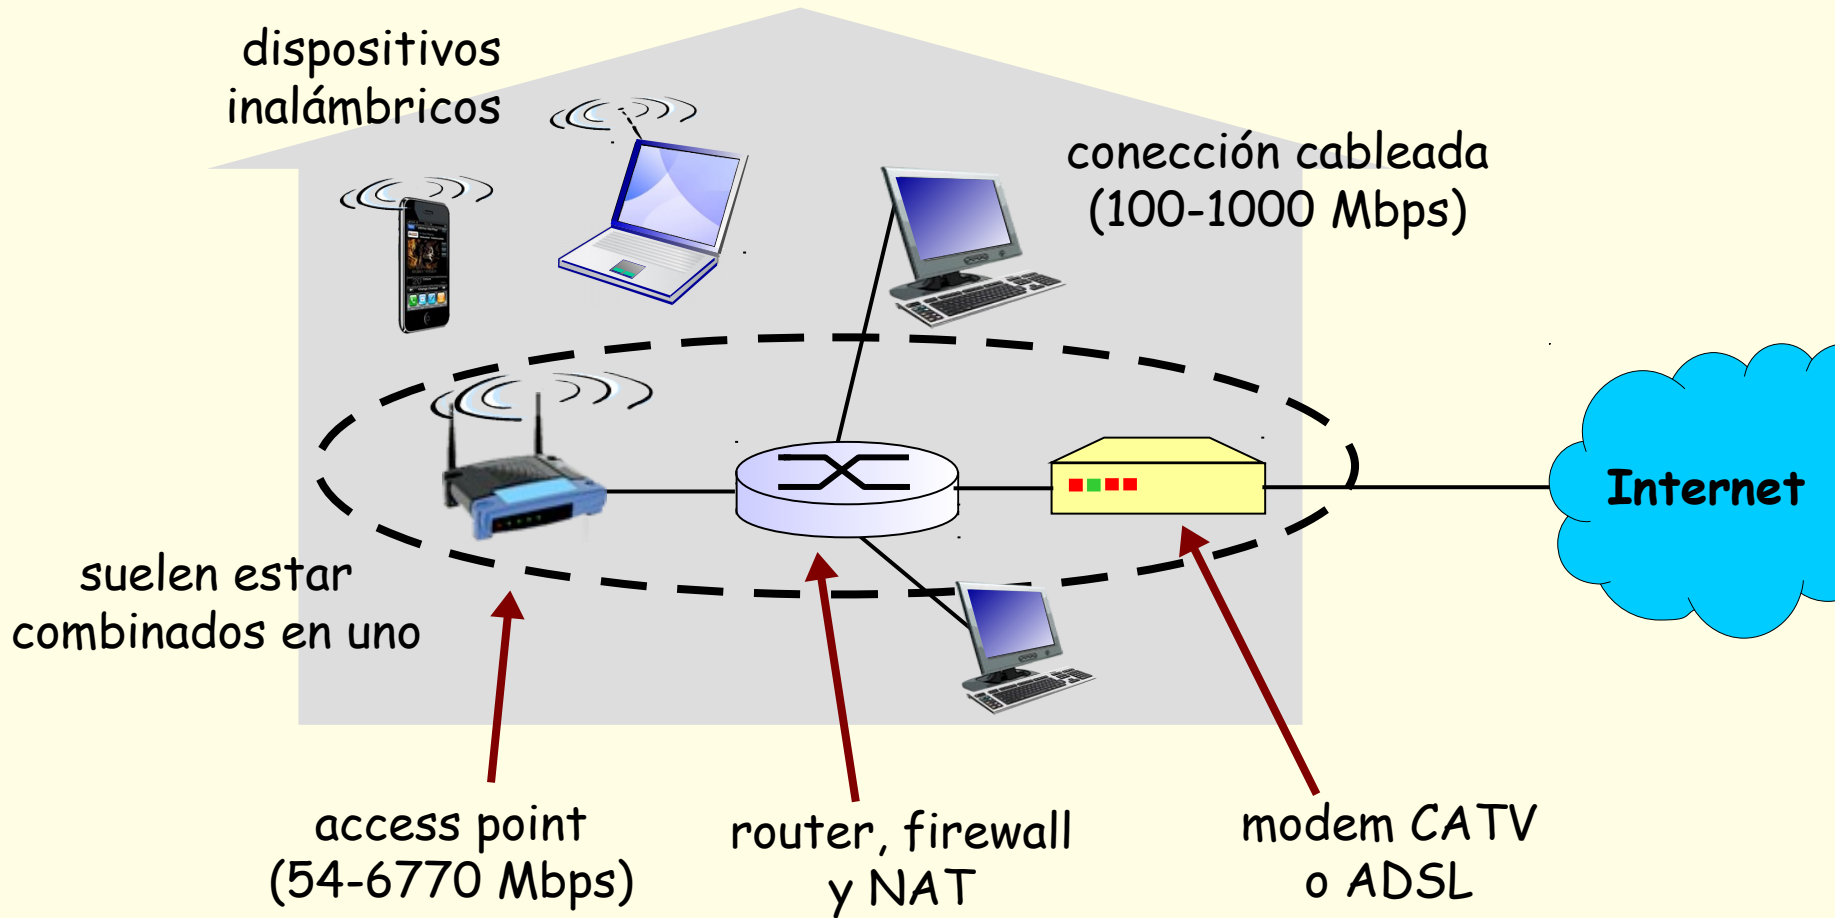 dispositivos
inalámbricos
conección cableada
(100-1000 Mbps)
Internet
suelen estar
combinados en uno
access point
(54-6770 Mbps)
router, firewall
y NAT
modem CATV
o ADSL